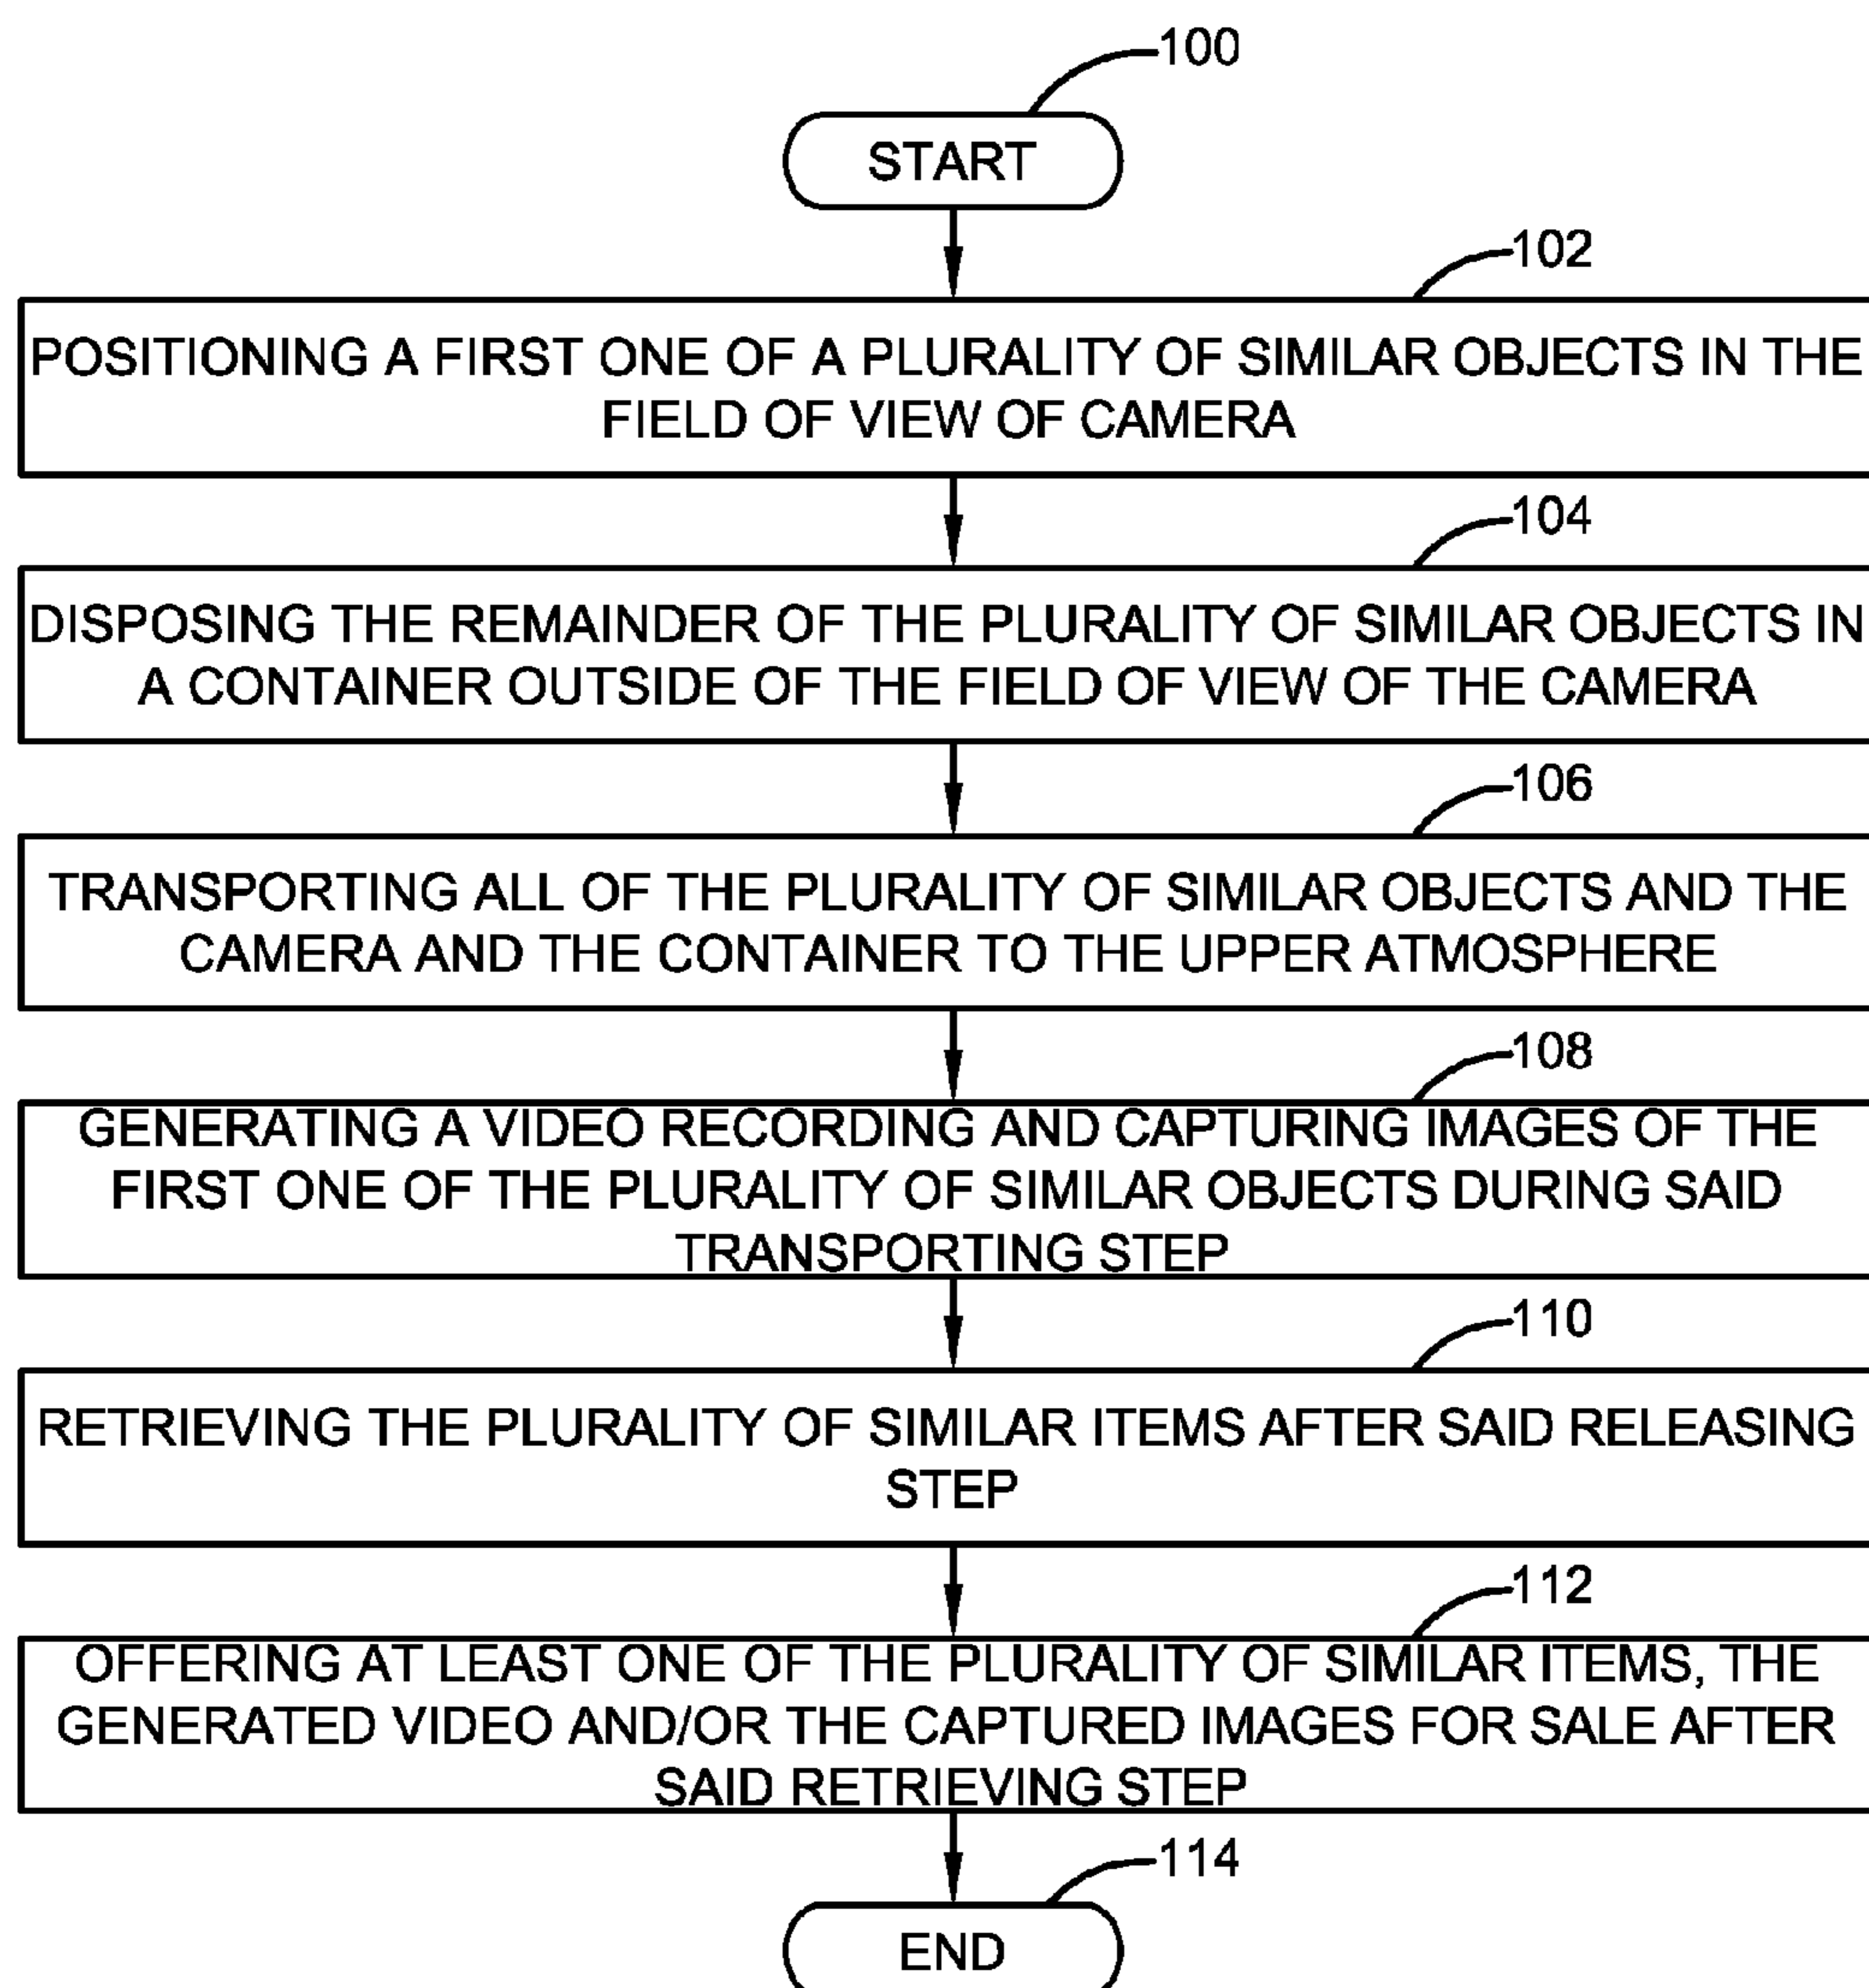 100
START
102
POSITIONING A FIRST ONE OF A PLURALITY OF SIMILAR OBJECTS IN THE
FIELD OF VIEW OF CAMERA
104
DISPOSING THE REMAINDER OF THE PLURALITY OF SIMILAR OBJECTS IN
A CONTAINER OUTSIDE OF THE FIELD OF VIEW OF THE CAMERA
106
TRANSPORTING ALL OF THE PLURALITY OF SIMILAR OBJECTS AND THE
CAMERA AND THE CONTAINER TO THE UPPER ATMOSPHERE
108
GENERATING A VIDEO RECORDING AND CAPTURING IMAGES OF THE
FIRST ONE OF THE PLURALITY OF SIMILAR OBJECTS DURING SAID
TRANSPORTING STEP
110
RETRIEVING THE PLURALITY OF SIMILAR ITEMS AFTER SAID RELEASING
STEP
112
OFFERING AT LEAST ONE OF THE PLURALITY OF SIMILAR ITEMS, THE
GENERATED VIDEO AND/OR THE CAPTURED IMAGES FOR SALE AFTER
SAID RETRIEVING STEP
114
END